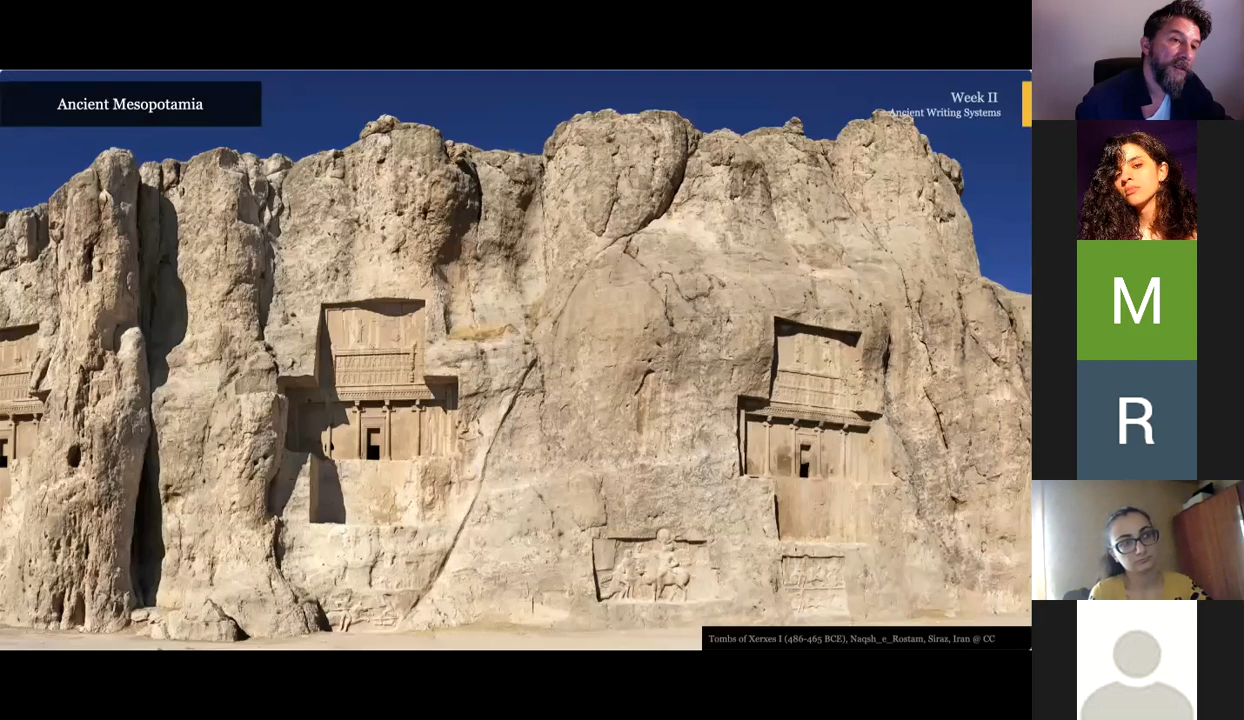 Ancient Mesopotamia
Week II
Ancient Writing Systems
Tombs of Xerxes I (486-465 BCE), Naqsh_e_Rostam, Siraz, Iran @ CC
M
R